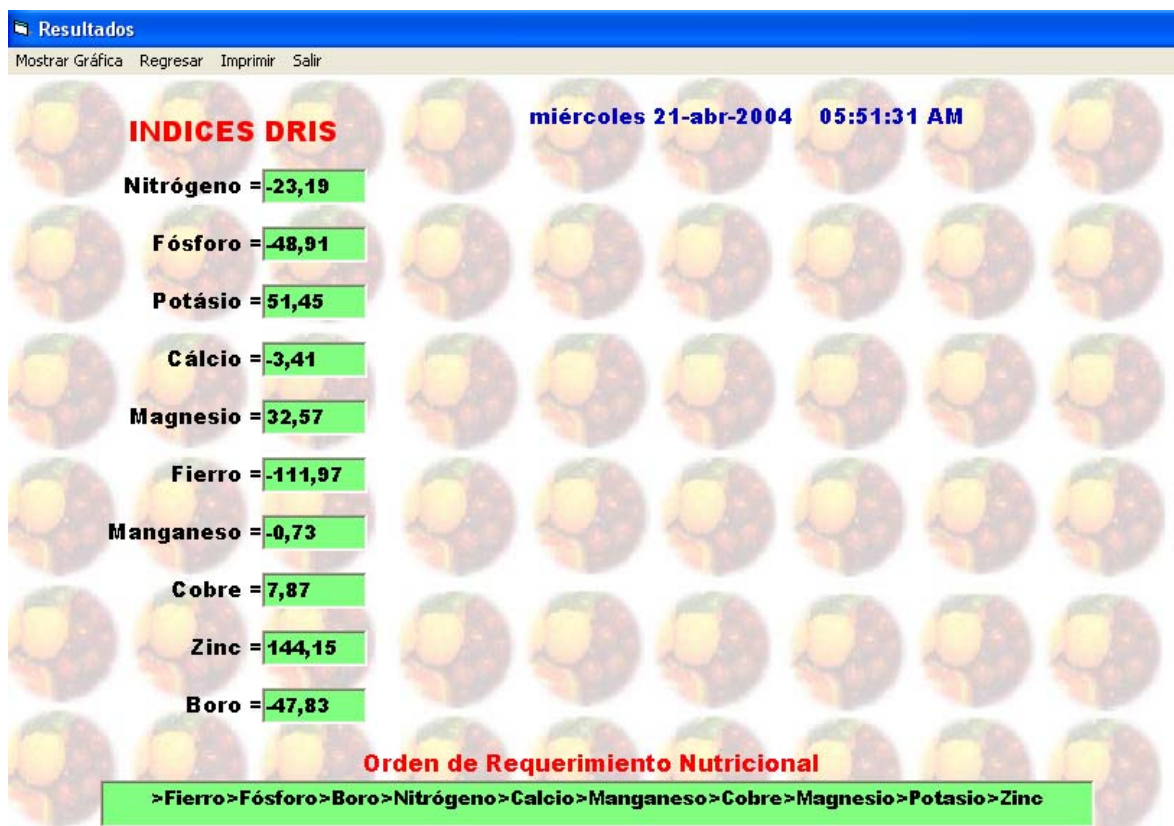 Resultados
Mostrar Gráfica Regresar Imprimir Salir
INDICES DRIS
miércoles 21-abr-2004 05:51:31 AM
Nitrógeno = -23,19
Fósforo = -48,91
Potásio = 51,45
Cálcio = -3,41
Magnesio = 32,57
Fierro = -111,97
Manganeso = -0,73
Cobre = 7,87
Zinc = 144,15
Boro = -47,83
Orden de Requerimiento Nutricional
>Fierro>Fósforo>Boro>Nitrógeno>Calcio>Manganeso>Cobre>Magnesio>Potasio>Zinc